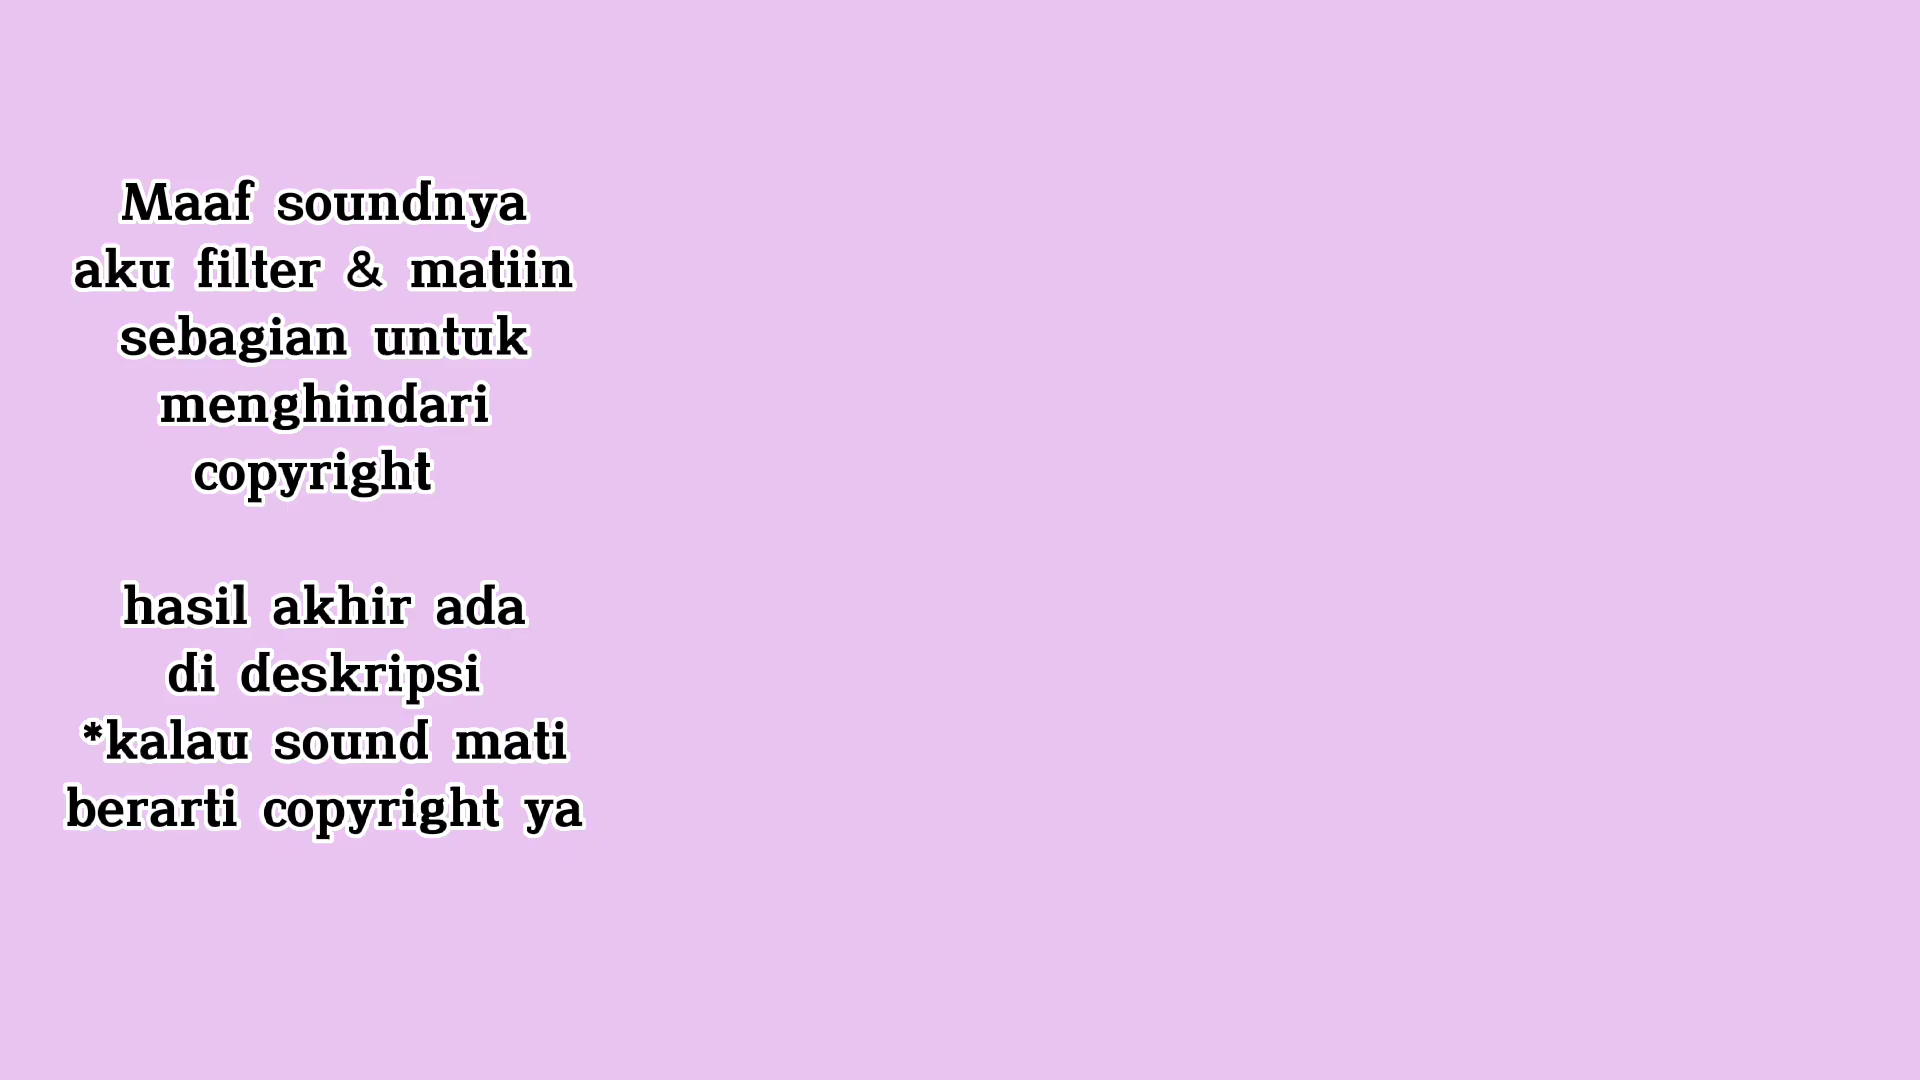 Maaf soundnya
aku filter & matiin
sebagian untuk
menghindari
copyright
hasil akhir ada
di deskripsi
*kalau sound mati
berarti copyright ya